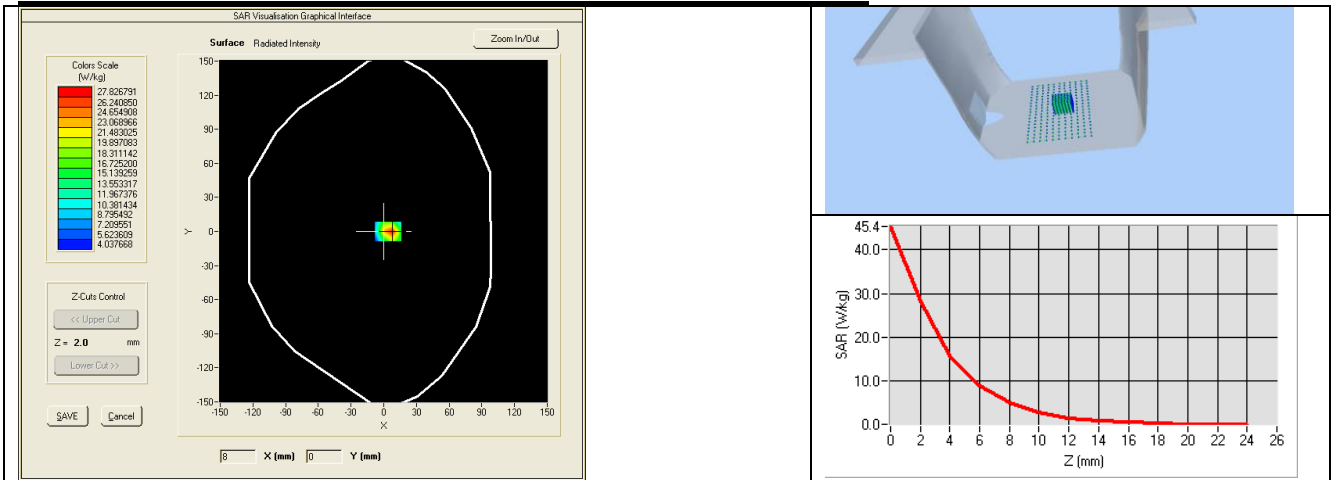 SAR Visualisation Graphical Interface
Surface Radiated Intensity
Zoom In/Out
Colors Scale
(W/kg)
27.826791
26.240850
24.654908
23.068966
21.483025
19.897083
18.311142
16.725200
15.139259
13.553317
11.967376
10.381434
8.795492
7.209551
5.623609
4.037668
Z-Cuts Control
<< Upper Cut
Z = 2.0 mm
Lower Cut >>
SAVE Cancel
150
120
90
60
30
0
-30
-60
-90
-120
-150
Y
-150 -120 -90 -60 -30 0 30 60 90 120 150
X
8 X (mm) 0 Y (mm)
45.4
40.0
30.0
20.0
10.0
0.0
SAR (W/kg)
0 2 4 6 8 10 12 14 16 18 20 22 24 26
Z (mm)